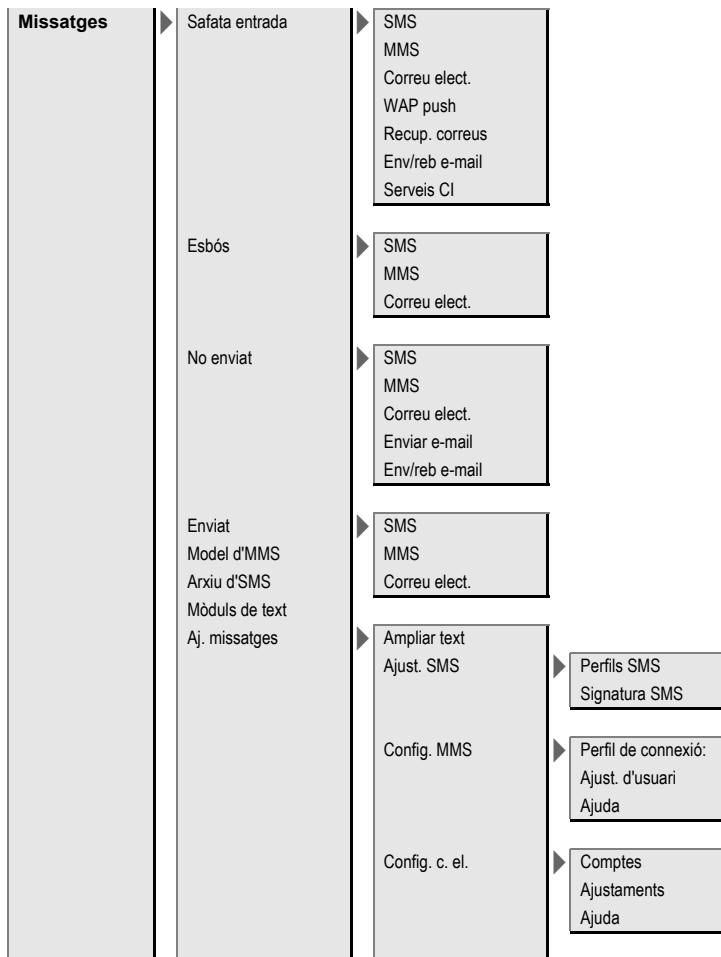 Missatges
Safata entrada
SMS
MMS
Correu elect.
WAP push
Recup. correus
Env/reb e-mail
Serveis CI
Esbós
SMS
MMS
Correu elect.
No enviat
SMS
MMS
Correu elect.
Enviar e-mail
Env/reb e-mail
Enviat
SMS
MMS
Correu elect.
Model d'MMS
Arxiu d'SMS
Mòduls de text
Aj. missatges
Ampliar text
Ajust. SMS
Perfils SMS
Signatura SMS
Config. MMS
Perfil de connexió:
Ajust. d'usuari
Ajuda
Config. c. el.
Comptes
Ajustaments
Ajuda